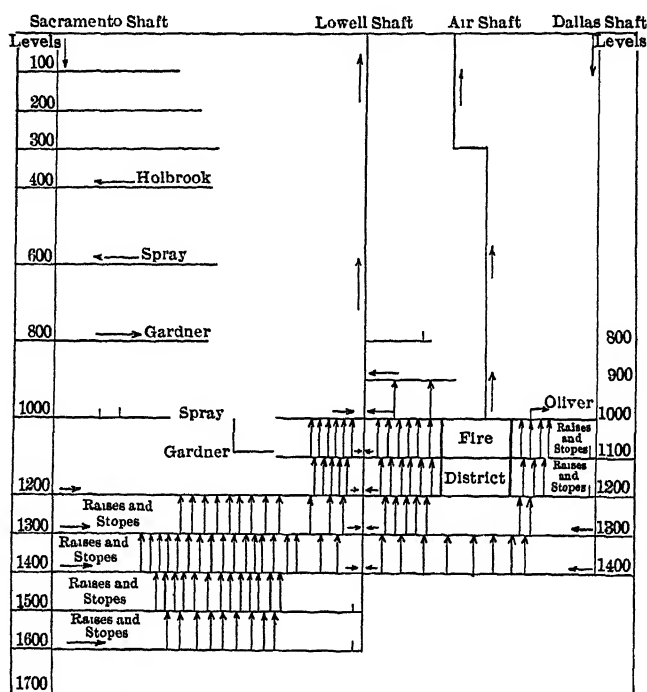 Sacramento Shaft Lowell Shaft Air Shaft Dallas Shaft
Levels Levels
100
200
300
Holbrook
400
Spray
600
Gardner
800 800
900
Oliver
1000 Spray 1000
Fire Raises and Stopes
Gardner 1100
District Raises and Stopes
1200 1200
Raises and
Stopes
1300 1300
Raises and
Stopes
1400 1400
Raises and
Stopes
1500
Raises and
Stopes
1600
1700